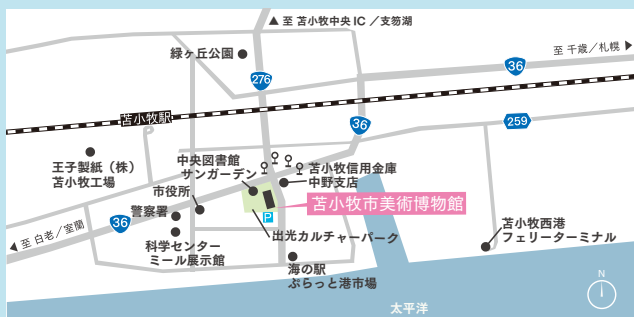 ▲ 至 苫小牧中央 IC ／支笏湖
緑ヶ丘公園
276
至 千歳／札幌 ▶
36
苫小牧駅
36
259
王子製紙（株）
苫小牧工場
中央図書館
サンガーデン
苫小牧信用金庫
中野支店
市役所
苫小牧市美術博物館
警察署
36
P
◀ 至 白老／室蘭
出光カルチャーパーク
科学センター
ミール展示館
苫小牧西港
フェリーターミナル
海の駅
ぷらっと港市場
N
太平洋